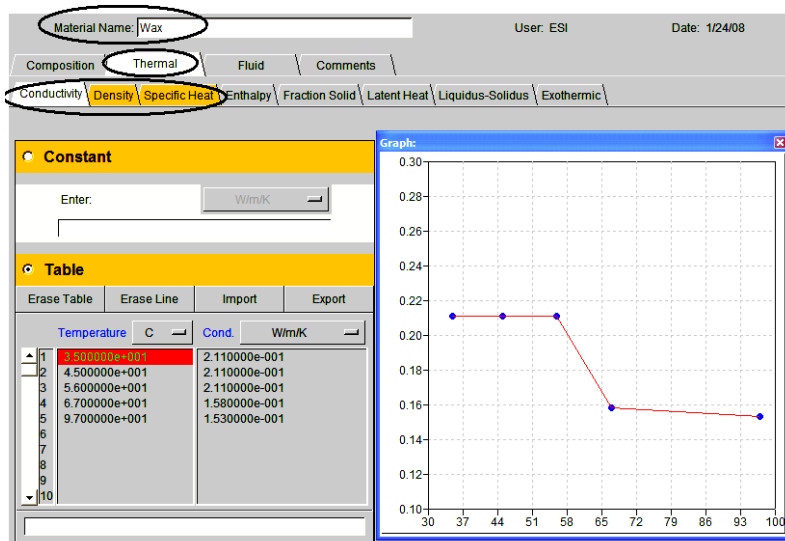 Material Name: Wax User: ESI Date: 1/24/08
Composition Thermal Fluid Comments
Conductivity Density Specific Heat Enthalpy Fraction Solid Latent Heat Liquidus-Solidus Exothermic
Constant
Enter: W/m/K
Table
Erase Table Erase Line Import Export
Temperature C Cond. W/m/K
1 3.500000e+001 2.110000e-001
2 4.500000e+001 2.110000e-001
3 5.600000e+001 2.110000e-001
4 6.700000e+001 1.580000e-001
5 9.700000e+001 1.530000e-001
6
7
8
9
10
Graph:
0.30
0.28
0.26
0.24
0.22
0.20
0.18
0.16
0.14
0.12
0.10
30 37 44 51 58 65 72 79 86 93 100